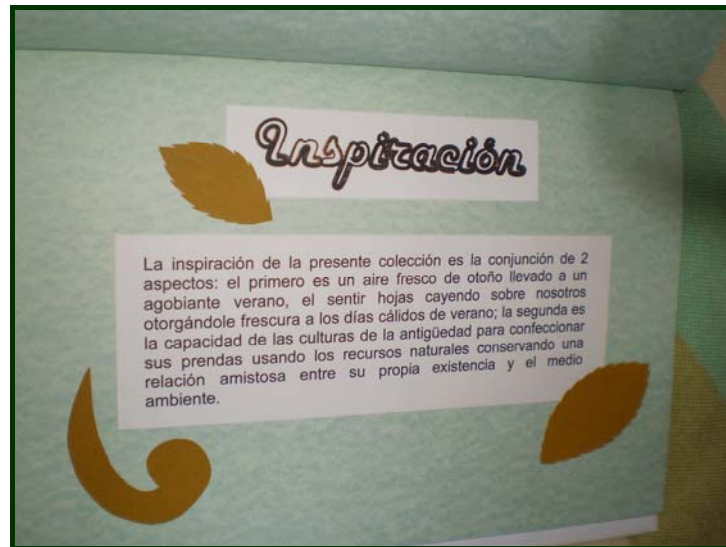 Inspiración
La inspiración de la presente colección es la conjunción de 2
aspectos: el primero es un aire fresco de otoño llevado a un
agobiante verano, el sentir hojas cayendo sobre nosotros
otorgándole frescura a los días cálidos de verano; la segunda es
la capacidad de las culturas de la antigüedad para confeccionar
sus prendas usando los recursos naturales conservando una
relación amistosa entre su propia existencia y el medio
ambiente.